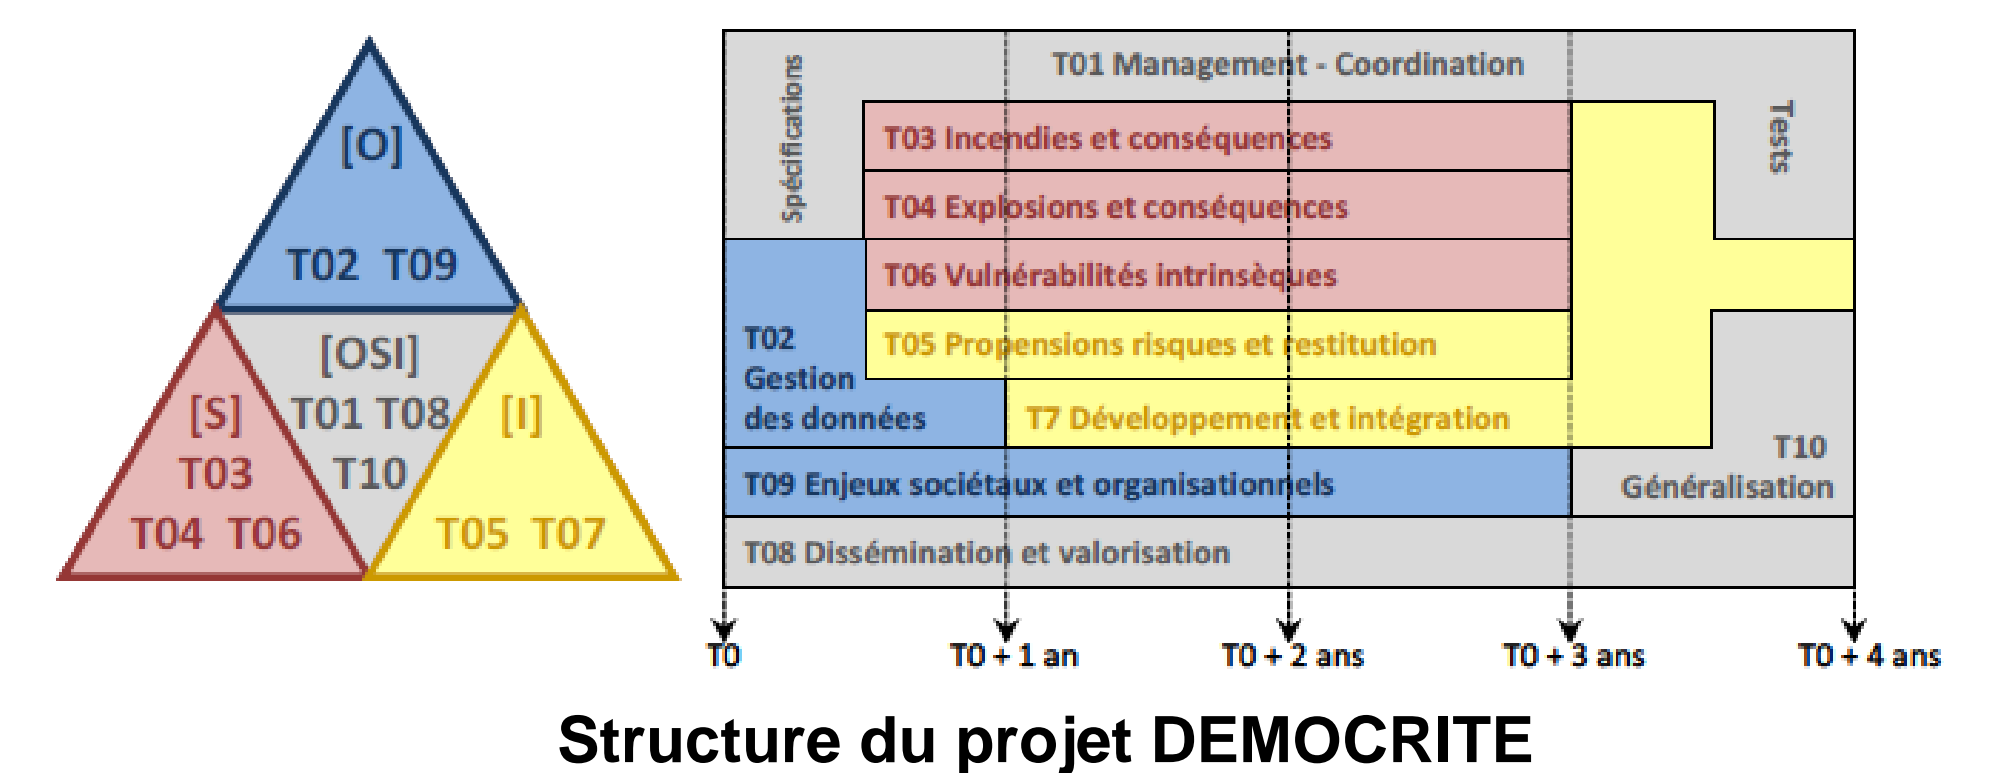 [O]
T02 T09
[OSI]
[S]
T01 T08
[I]
T03
T10
T04 T06
T05 T07
Spécifications
T01 Management - Coordination
Tests
T03 Incendies et conséquences
T04 Explosions et conséquences
T06 Vulnérabilités intrinsèques
T05 Propensions risques et restitution
T02
Gestion
des données
T7 Développement et intégration
T10
Généralisation
T09 Enjeux sociétaux et organisationnels
T08 Dissémination et valorisation
T0
T0 + 1 an
T0 + 2 ans
T0 + 3 ans
T0 + 4 ans
Structure du projet DEMOCRITE